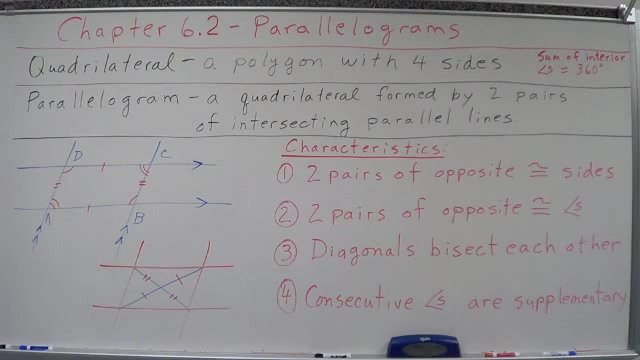 Chapter 6.2 - Parallelograms
Quadrilateral - a polygon with 4 sides
Sum of interior
∠s = 360°
Parallelogram - a quadrilateral formed by 2 pairs
of intersecting parallel lines
Characteristics:
① 2 pairs of opposite ≅ sides
② 2 pairs of opposite ≅ ∠s
③ Diagonals bisect each other
④ Consecutive ∠s are supplementary
D C
A B